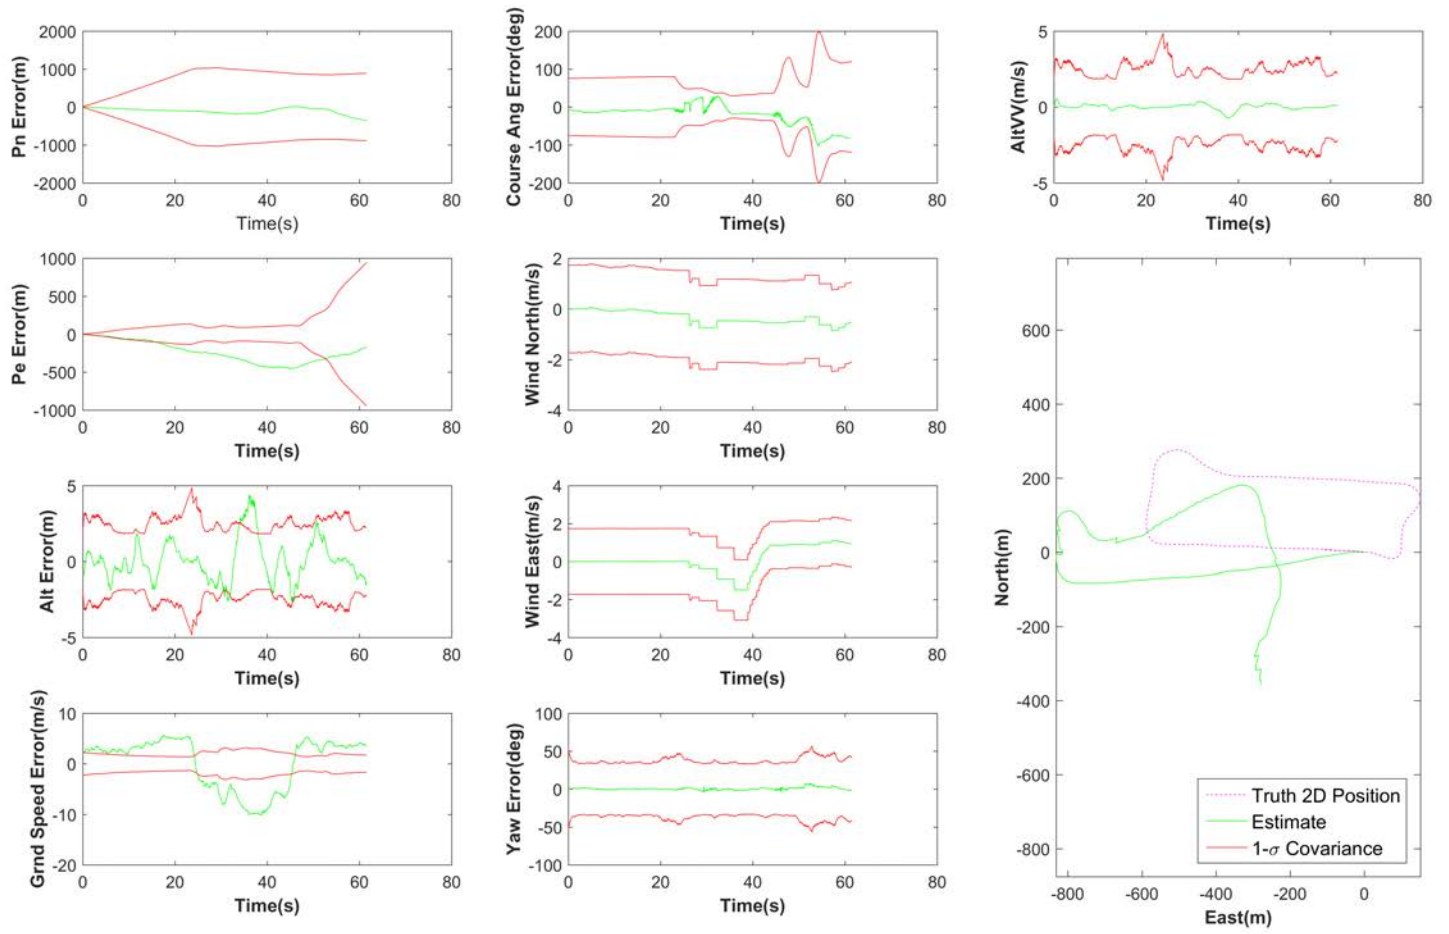 Pn Error(m)
2000
1000
0
-1000
-2000
0 20 40 60 80
Time(s)
Course Ang Error(deg)
200
100
0
-100
-200
0 20 40 60 80
Time(s)
AltVV(m/s)
5
0
-5
0 20 40 60 80
Time(s)
Pe Error(m)
1000
500
0
-500
-1000
0 20 40 60 80
Time(s)
Wind North(m/s)
2
0
-2
-4
0 20 40 60 80
Time(s)
Alt Error(m)
5
0
-5
0 20 40 60 80
Time(s)
Wind East(m/s)
4
2
0
-2
-4
0 20 40 60 80
Time(s)
Grnd Speed Error(m/s)
10
0
-10
-20
0 20 40 60 80
Time(s)
Yaw Error(deg)
100
50
0
-50
-100
0 20 40 60 80
Time(s)
North(m)
600
400
200
0
-200
-400
-600
-800
-800 -600 -400 -200 0
East(m)
Truth 2D Position
Estimate
1-σ Covariance